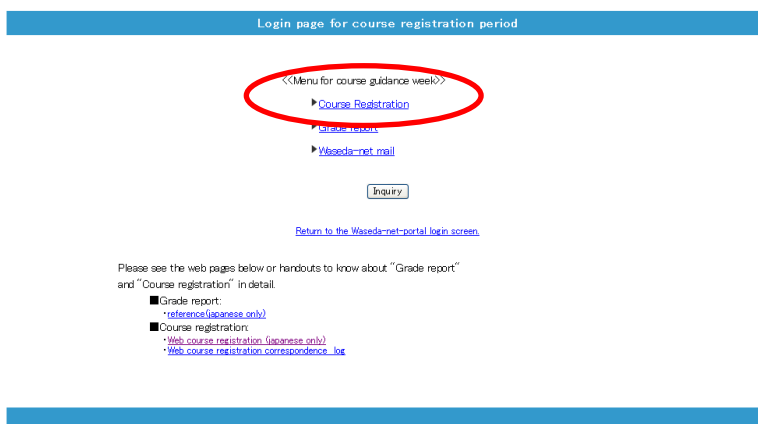 Login page for course registration period
<<Menu for course guidance week>>
▶Course Registration
▶Grade report
▶Waseda-net mail
Inquiry
Return to the Waseda-net-portal login screen.
Please see the web pages below or handouts to know about "Grade report"
and "Course registration" in detail.
■Grade report:
・reference(japanese only)
■Course registration:
・Web course registration (japanese only)
・Web course registration correspondence log